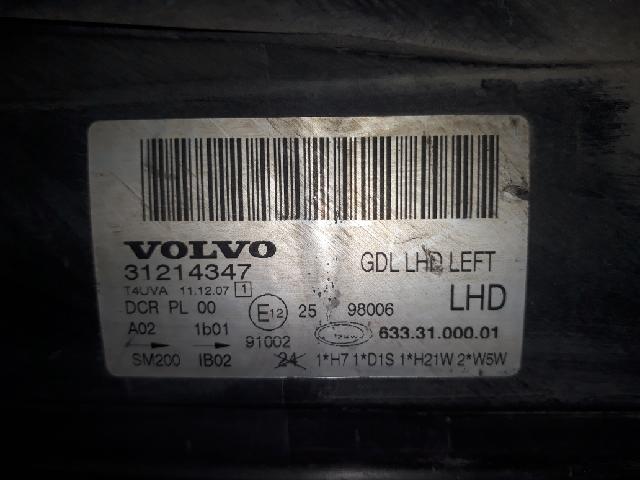 VOLVO
31214347 GDL LHD LEFT
T4UVA 11.12.07 1
DCR PL 00 E12 25 98006 LHD
A02 1b01 91002 633.31.000.01
SM200 IB02 24 1*H7 1*D1S 1*H21W 2*W5W